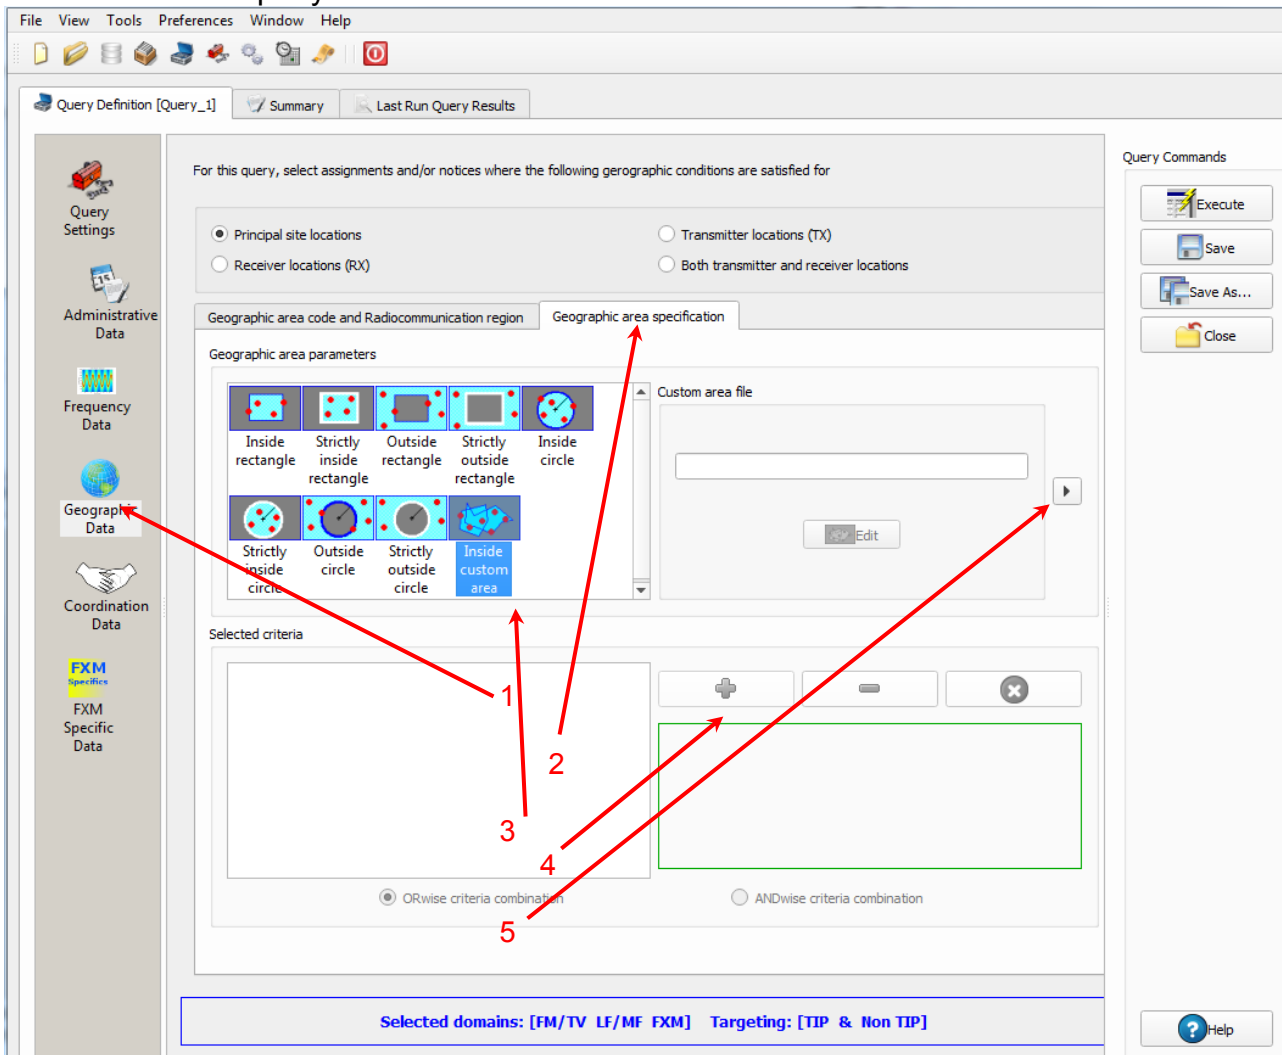 File View Tools Preferences Window Help
Query Definition [Query_1] Summary Last Run Query Results
Query Settings
Administrative Data
Frequency Data
Geographic Data
Coordination Data
FXM Specifics
FXM Specific Data
For this query, select assignments and/or notices where the following gerographic conditions are satisfied for
Principal site locations
Transmitter locations (TX)
Receiver locations (RX)
Both transmitter and receiver locations
Geographic area code and Radiocommunication region
Geographic area specification
Geographic area parameters
Inside rectangle
Strictly inside rectangle
Outside rectangle
Strictly outside rectangle
Inside circle
Strictly inside circle
Outside circle
Strictly outside circle
Inside custom area
Custom area file
Edit
Selected criteria
1
2
3
4
5
ORwise criteria combination
ANDwise criteria combination
Selected domains: [FM/TV LF/MF FXM] Targeting: [TIP & Non TIP]
Query Commands
Execute
Save
Save As...
Close
Help